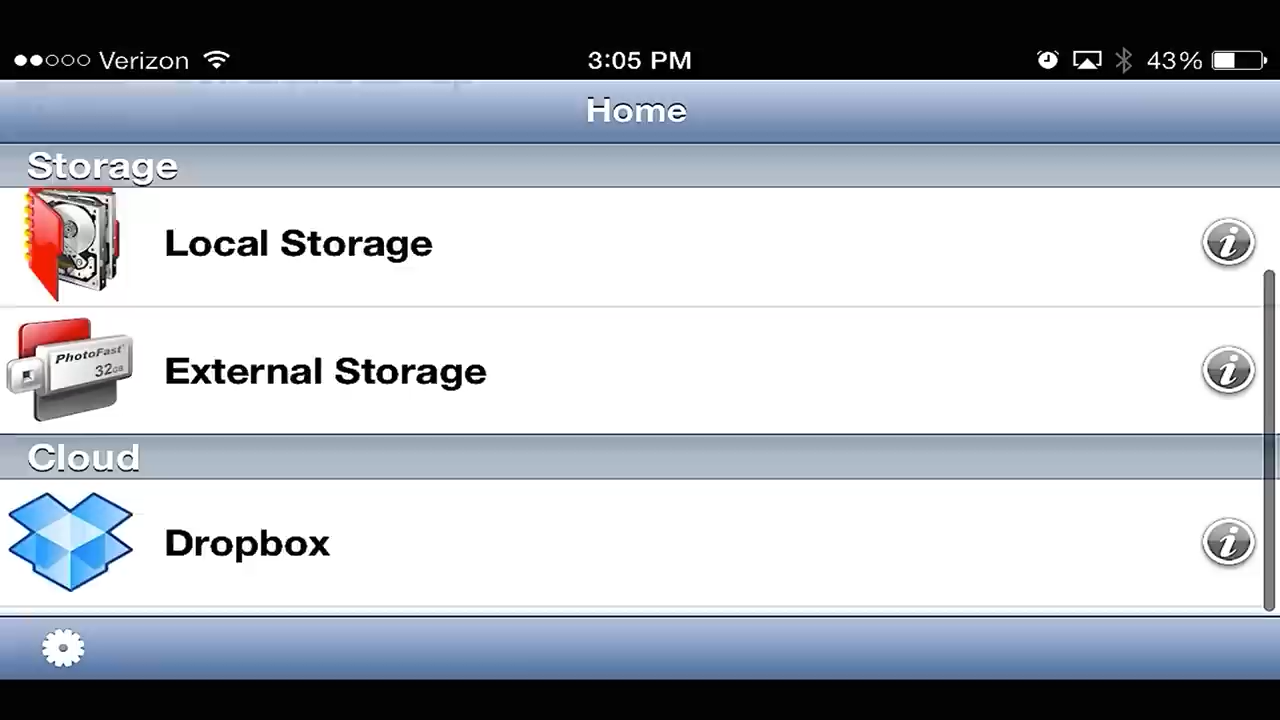 Verizon 3:05 PM 43%
Home
Storage
Local Storage
PhotoFast
32GB
External Storage
Cloud
Dropbox